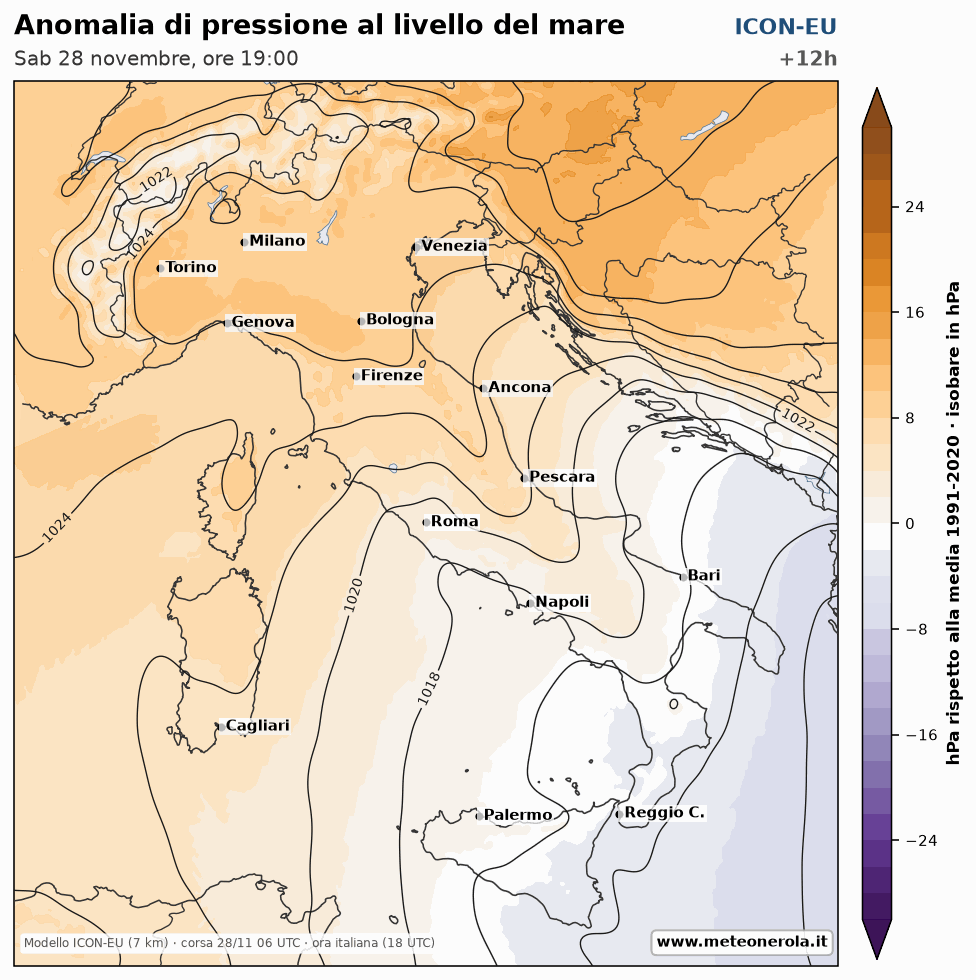 Anomalia di pressione al livello del mare
ICON-EU
Sab 28 novembre, ore 19:00
+12h
1022
1024
Milano
Venezia
Torino
Genova
Bologna
Firenze
Ancona
1022
Pescara
1024
Roma
Bari
1020
Napoli
1018
Cagliari
Palermo
Reggio C.
Modello ICON-EU (7 km) · corsa 28/11 06 UTC · ora italiana (18 UTC)
www.meteonerola.it
24
16
8
0
−8
−16
−24
hPa rispetto alla media 1991-2020 · isobare in hPa